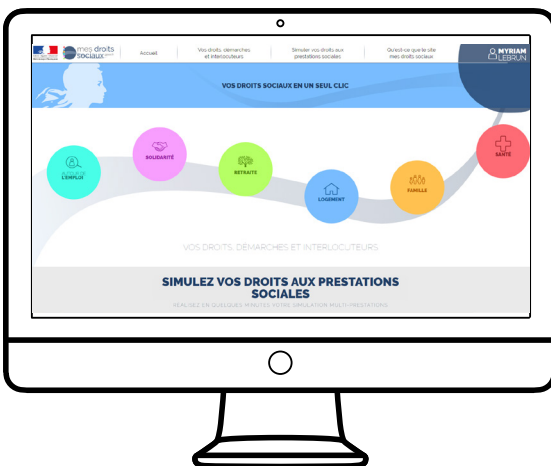 mes droits
sociaux
Accueil
Vos droits, démarches
et interlocuteurs
Simuler vos droits aux
prestations sociales
Qu'est-ce que le site
mes droits sociaux
MYRIAM
LEBRUN
VOS DROITS SOCIAUX EN UN SEUL CLIC
AUTOUR DE
L'EMPLOI
SOLIDARITÉ
RETRAITE
LOGEMENT
FAMILLE
SANTÉ
VOS DROITS, DÉMARCHES ET INTERLOCUTEURS
SIMULEZ VOS DROITS AUX PRESTATIONS
SOCIALES
RÉALISEZ EN QUELQUES MINUTES VOTRE SIMULATION MULTI-PRESTATIONS